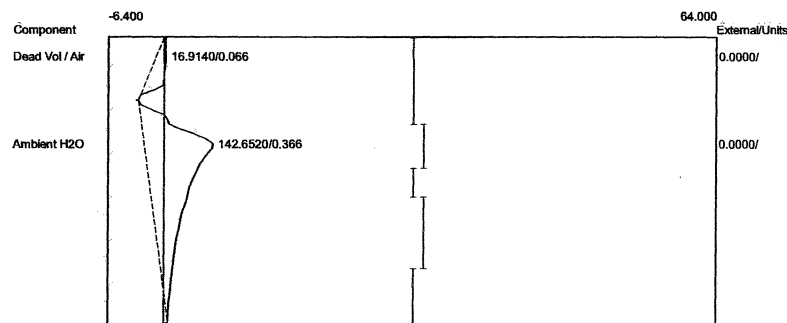 -6.400 64.000
Component External/Units
Dead Vol / Air 16.9140/0.066 0.0000/
Ambient H2O 142.6520/0.366 0.0000/